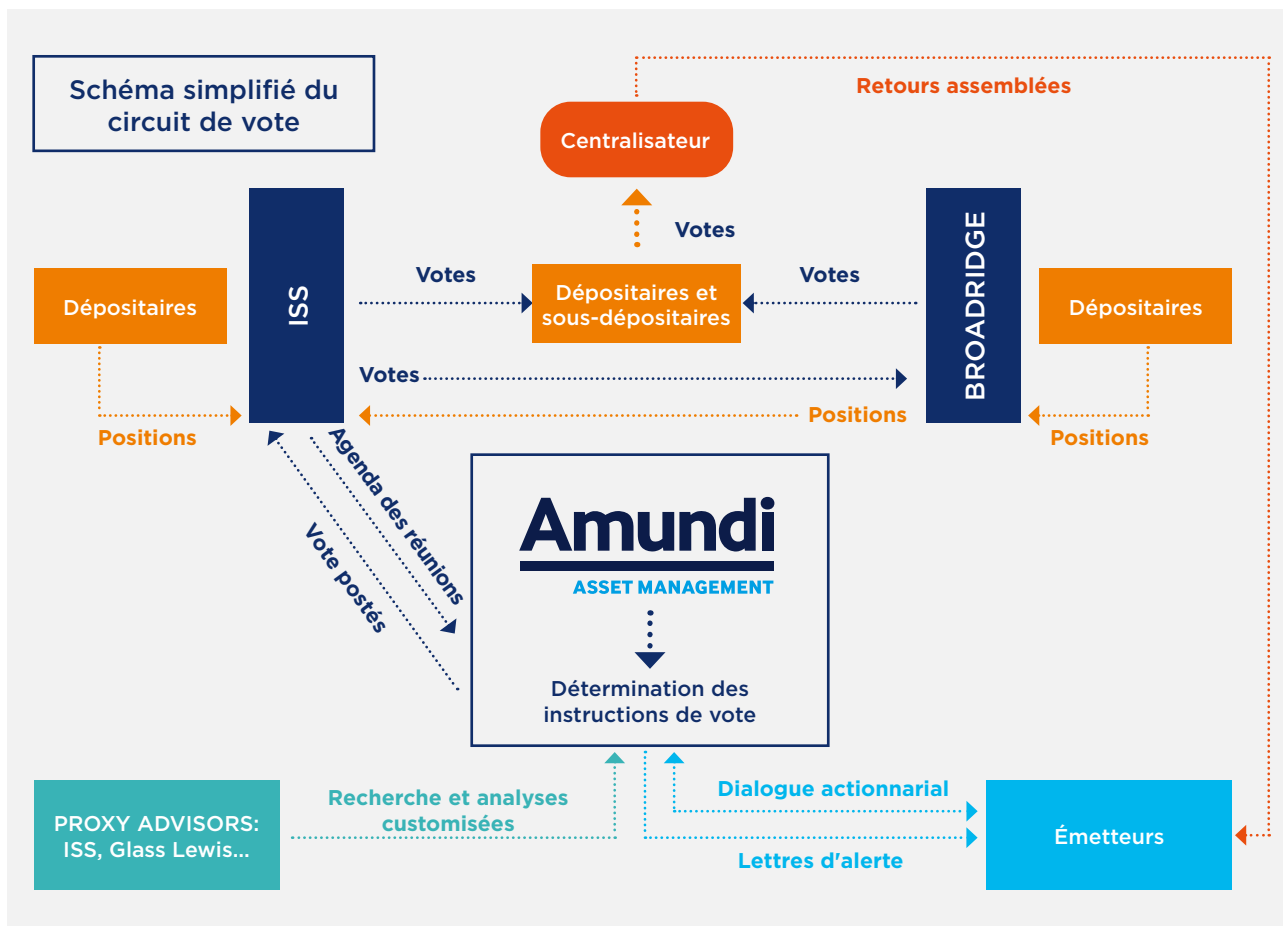 Schéma simplifié du
circuit de vote
Retours assemblées
Centralisateur
Votes
ISS
BROADRIDGE
Dépositaires
Votes
Dépositaires et
sous-dépositaires
Votes
Dépositaires
Votes
Positions
Positions
Positions
Agenda des réunions
Vote postés
Amundi
ASSET MANAGEMENT
Détermination des
instructions de vote
PROXY ADVISORS:
ISS, Glass Lewis...
Recherche et analyses
customisées
Dialogue actionnarial
Lettres d'alerte
Émetteurs